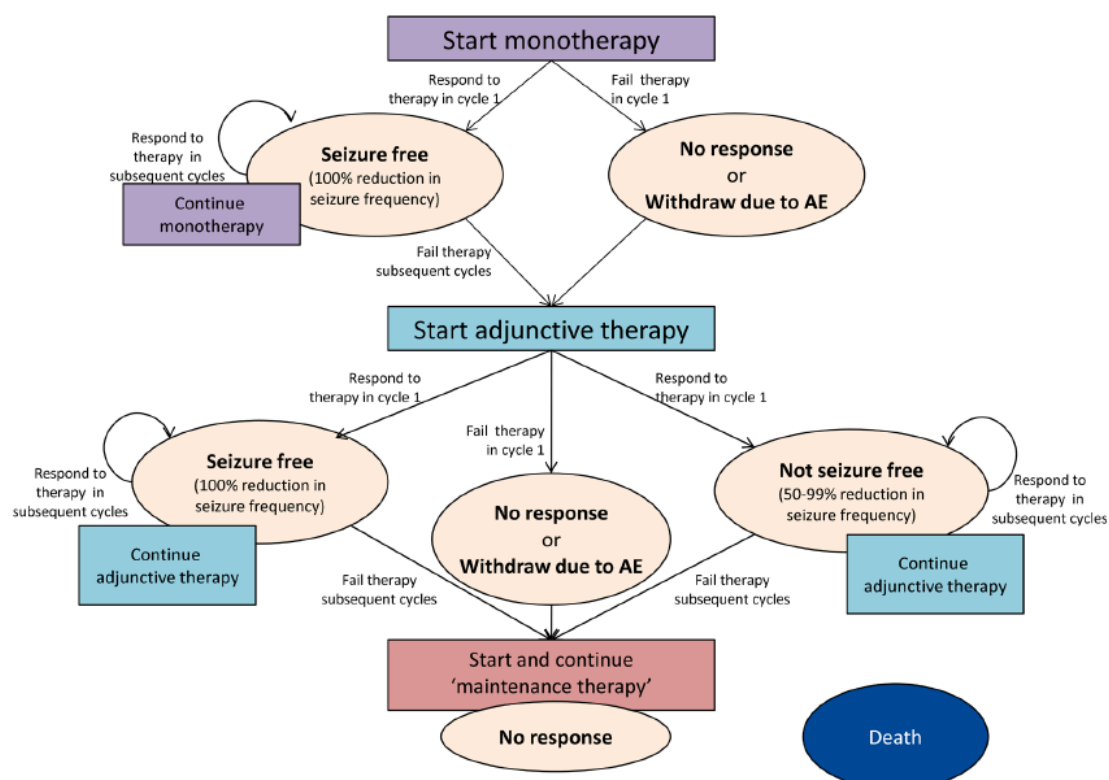 Start monotherapy
Respond to
therapy in cycle 1
Fail therapy
in cycle 1
Respond to
therapy in
subsequent cycles
Seizure free
(100% reduction in
seizure frequency)
No response
or
Withdraw due to AE
Continue
monotherapy
Fail therapy
subsequent cycles
Start adjunctive therapy
Respond to
therapy in cycle 1
Fail therapy
in cycle 1
Respond to
therapy in cycle 1
Respond to
therapy in
subsequent cycles
Seizure free
(100% reduction in
seizure frequency)
No response
or
Withdraw due to AE
Not seizure free
(50-99% reduction in
seizure frequency)
Respond to
therapy in
subsequent cycles
Continue
adjunctive therapy
Continue
adjunctive therapy
Fail therapy
subsequent cycles
Fail therapy
subsequent cycles
Start and continue
‘maintenance therapy’
No response
Death